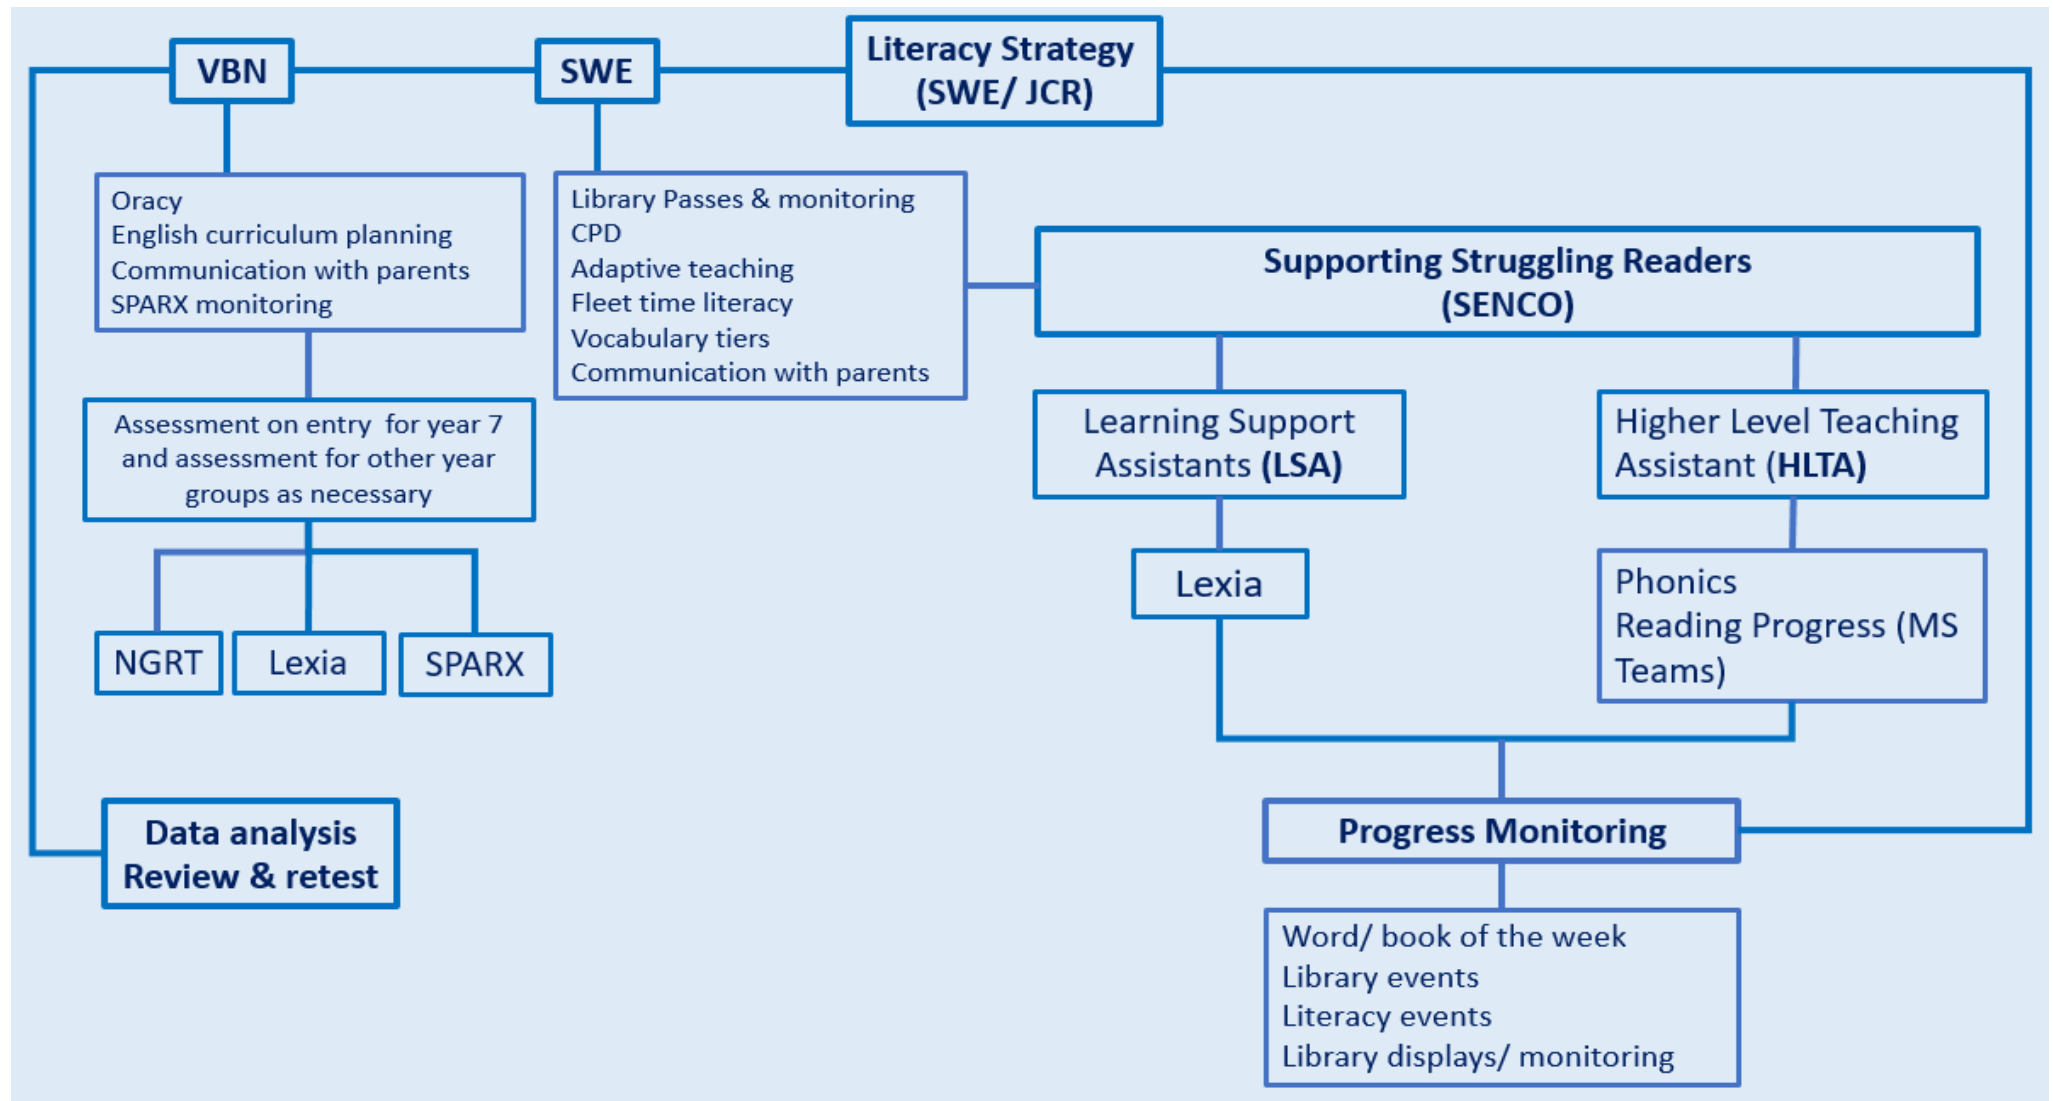 VBN
SWE
Literacy Strategy
(SWE/ JCR)
Oracy
English curriculum planning
Communication with parents
SPARX monitoring
Library Passes & monitoring
CPD
Adaptive teaching
Fleet time literacy
Vocabulary tiers
Communication with parents
Supporting Struggling Readers
(SENCO)
Assessment on entry for year 7
and assessment for other year
groups as necessary
Learning Support
Assistants (LSA)
Higher Level Teaching
Assistant (HLTA)
NGRT
Lexia
SPARX
Lexia
Phonics
Reading Progress (MS
Teams)
Data analysis
Review & retest
Progress Monitoring
Word/ book of the week
Library events
Literacy events
Library displays/ monitoring